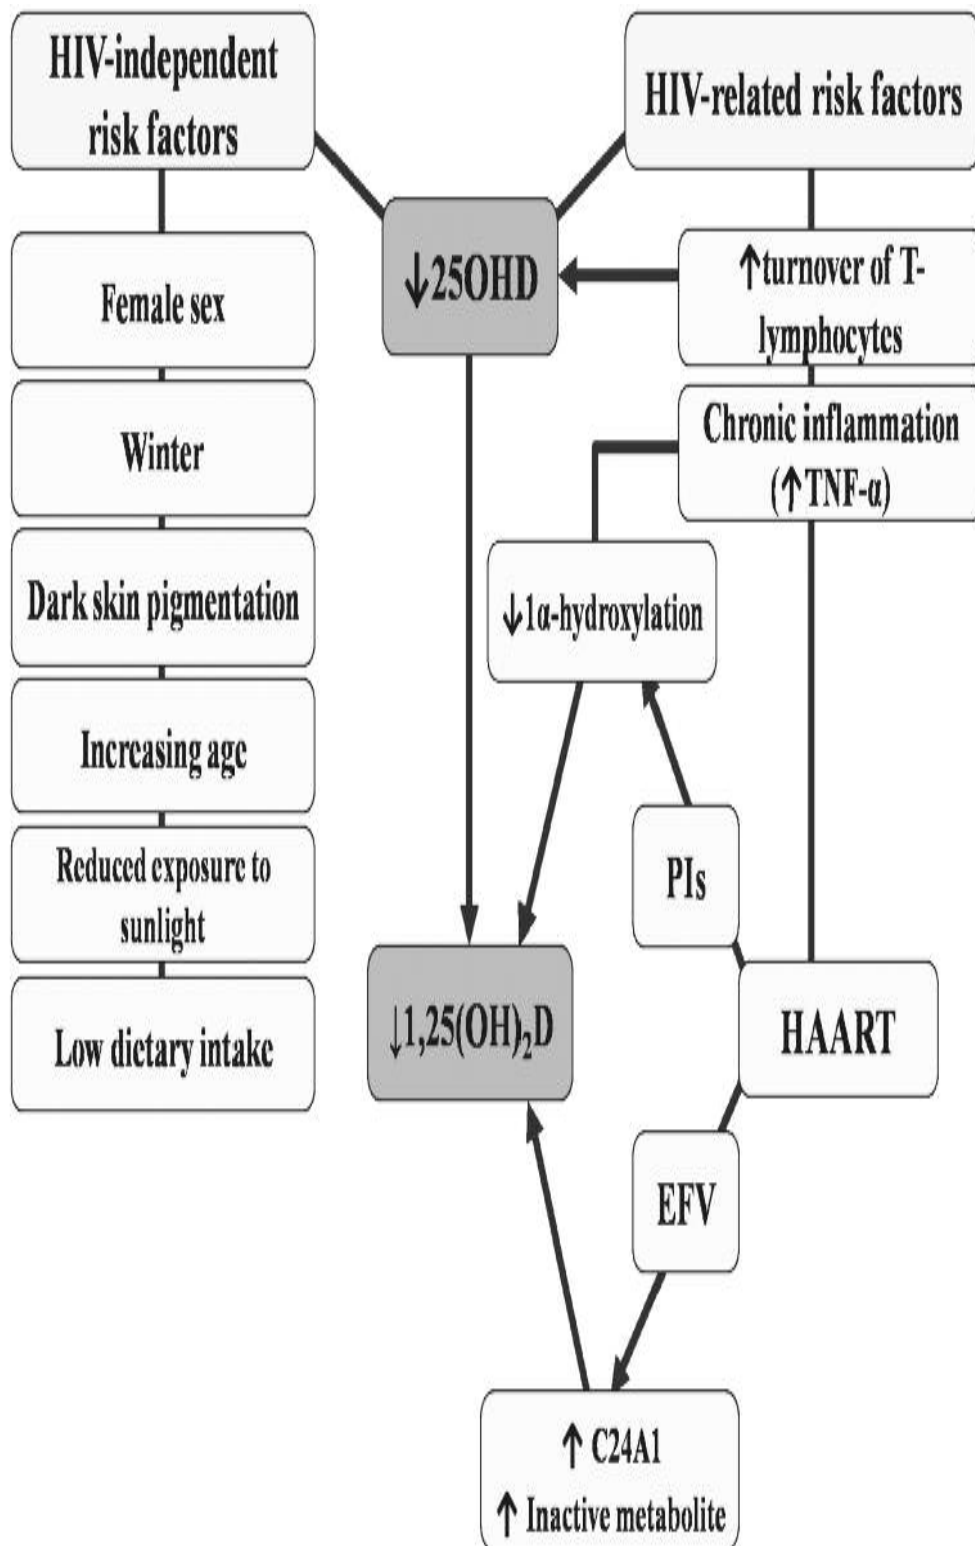 HIV-independent
risk factors
HIV-related risk factors
↓25OHD
↑turnover of T-
lymphocytes
Female sex
Chronic inflammation
(↑TNF-α)
Winter
↓1α-hydroxylation
Dark skin pigmentation
Increasing age
PIs
Reduced exposure to
sunlight
↓1,25(OH)₂D
HAART
Low dietary intake
EFV
↑ C24A1
↑ Inactive metabolite